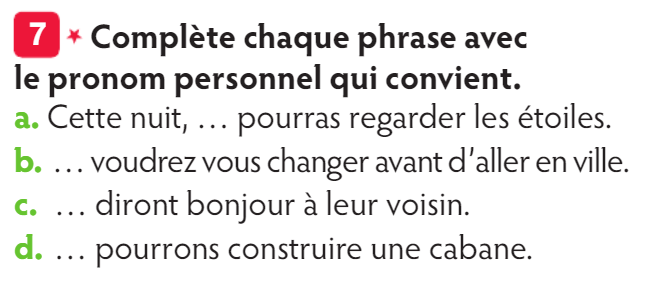 7 * Complète chaque phrase avec
le pronom personnel qui convient.
a. Cette nuit, … pourras regarder les étoiles.
b. … voudrez vous changer avant d’aller en ville.
c. … diront bonjour à leur voisin.
d. … pourrons construire une cabane.